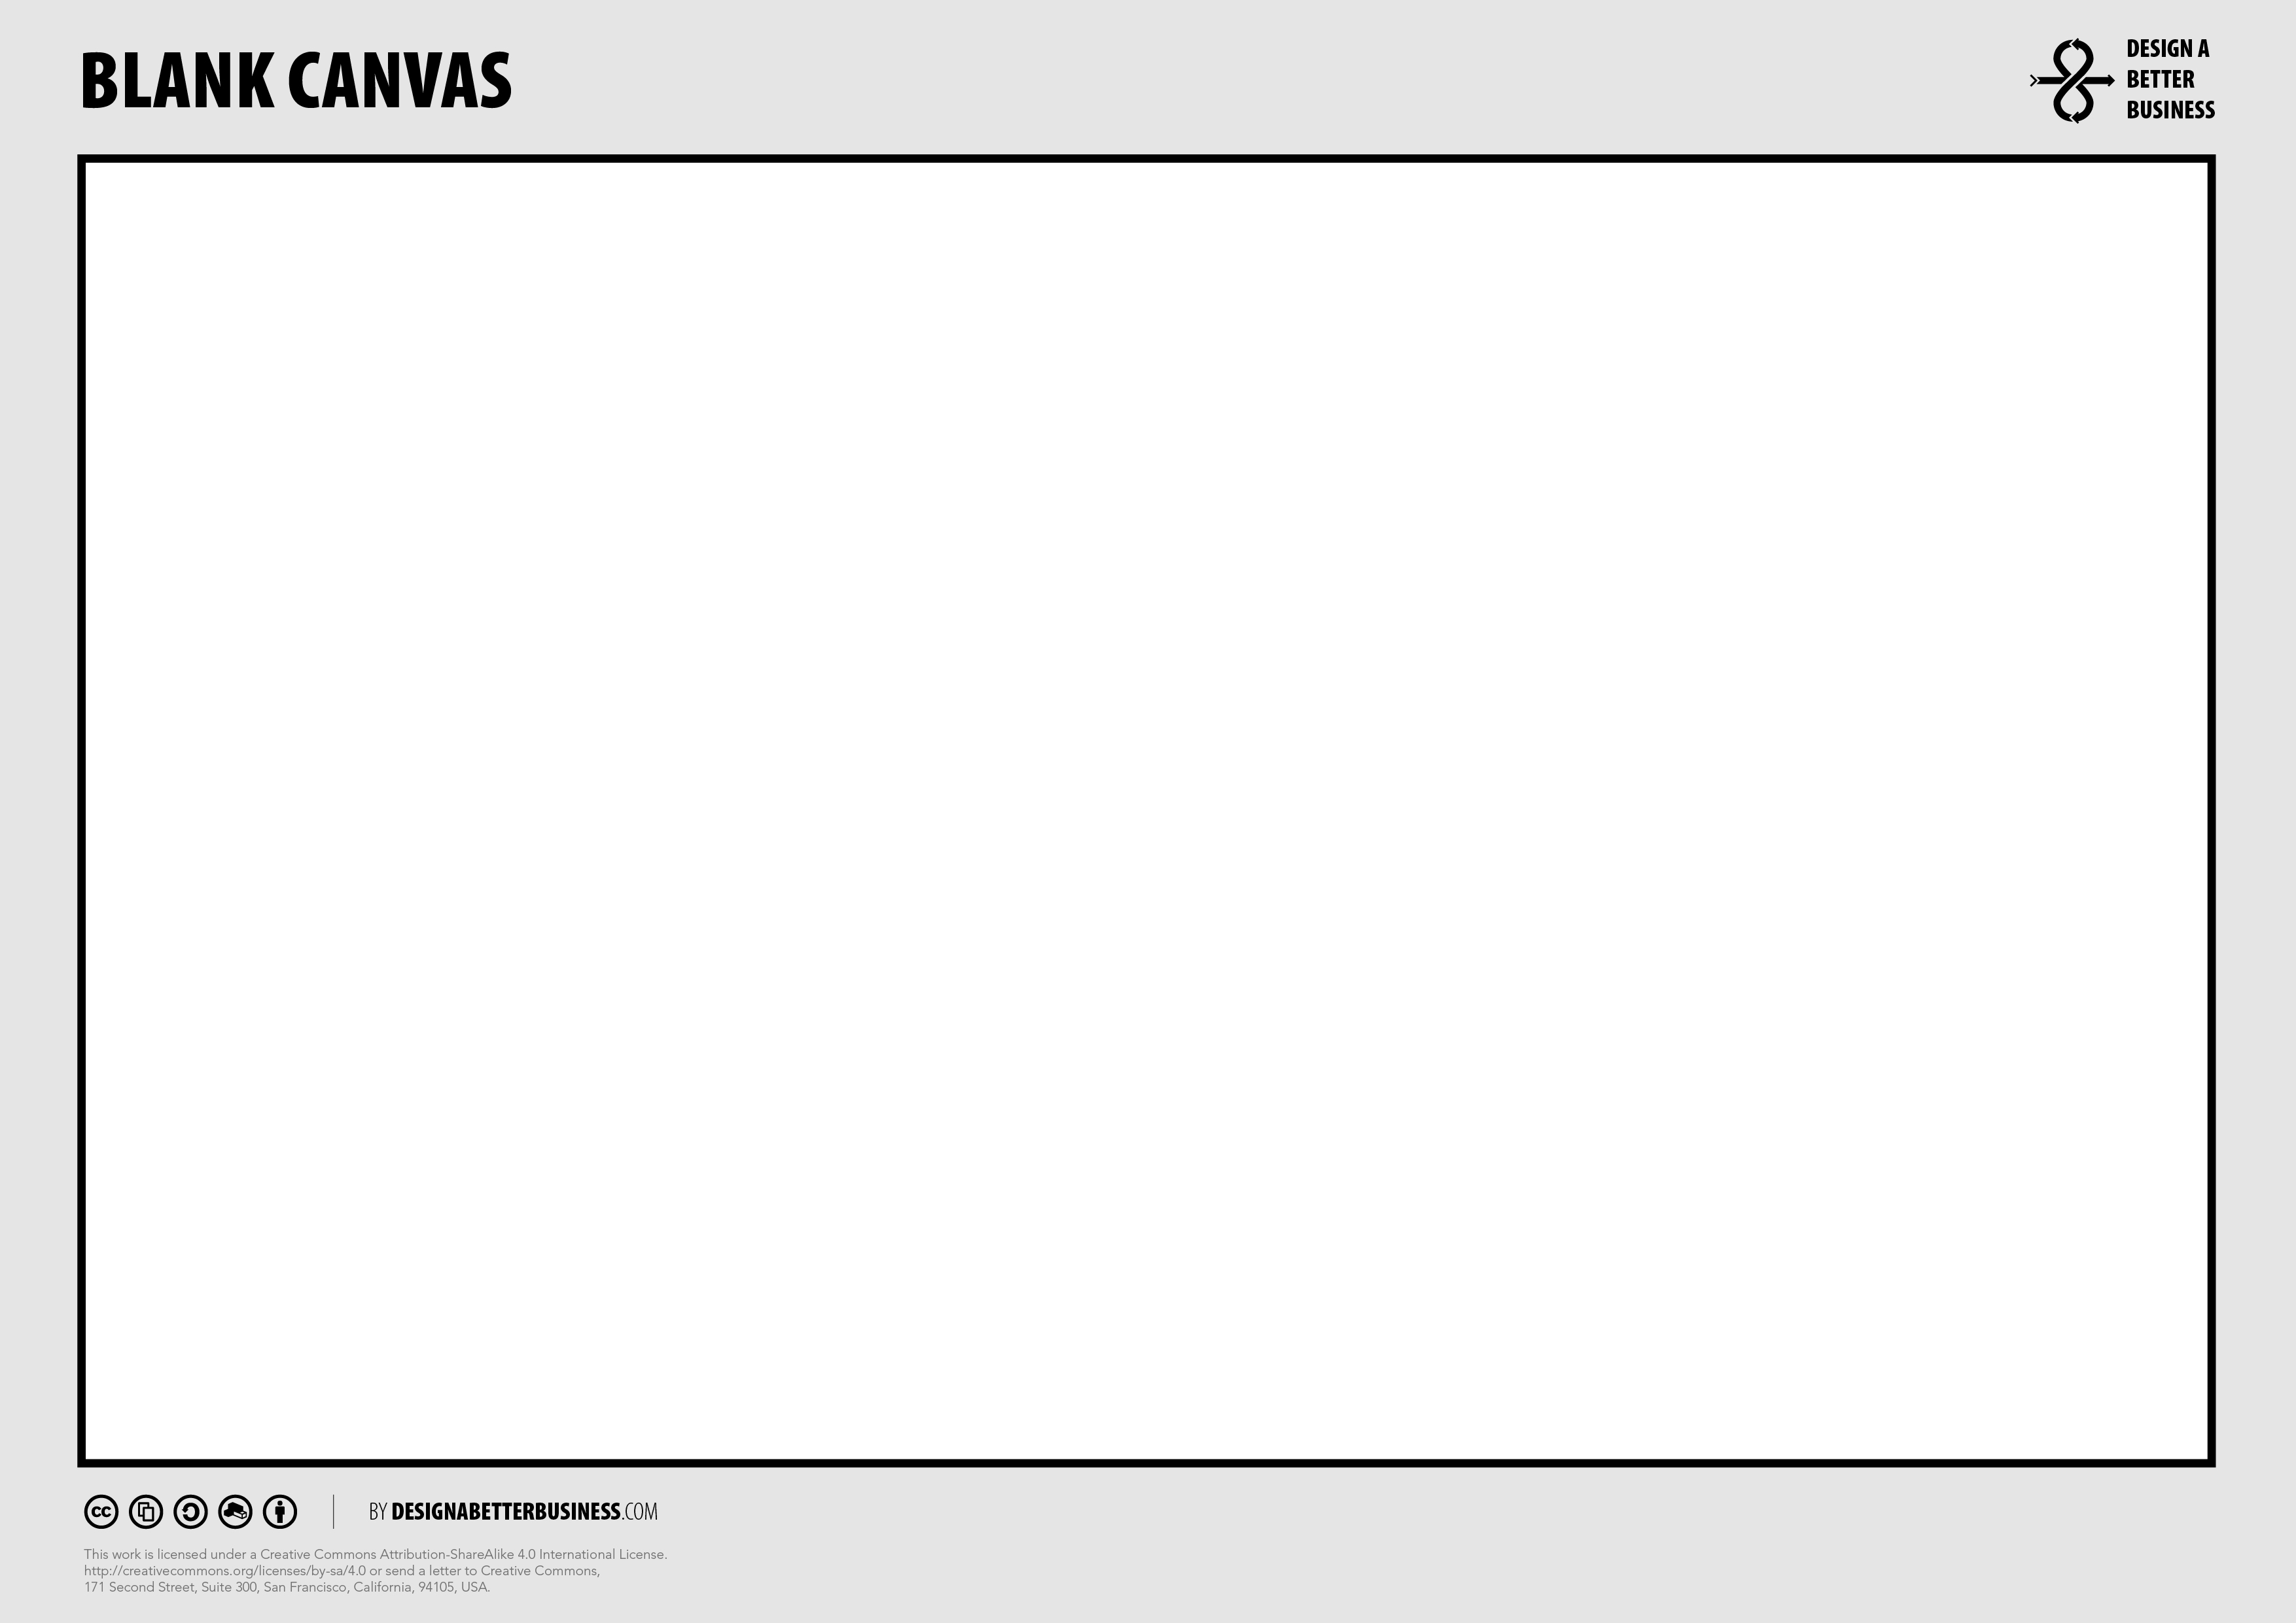 BLANK CANVAS
DESIGN A
BETTER
BUSINESS
BY DESIGNABETTERBUSINESS.COM
This work is licensed under a Creative Commons Attribution-ShareAlike 4.0 International License.
http://creativecommons.org/licenses/by-sa/4.0 or send a letter to Creative Commons,
171 Second Street, Suite 300, San Francisco, California, 94105, USA.